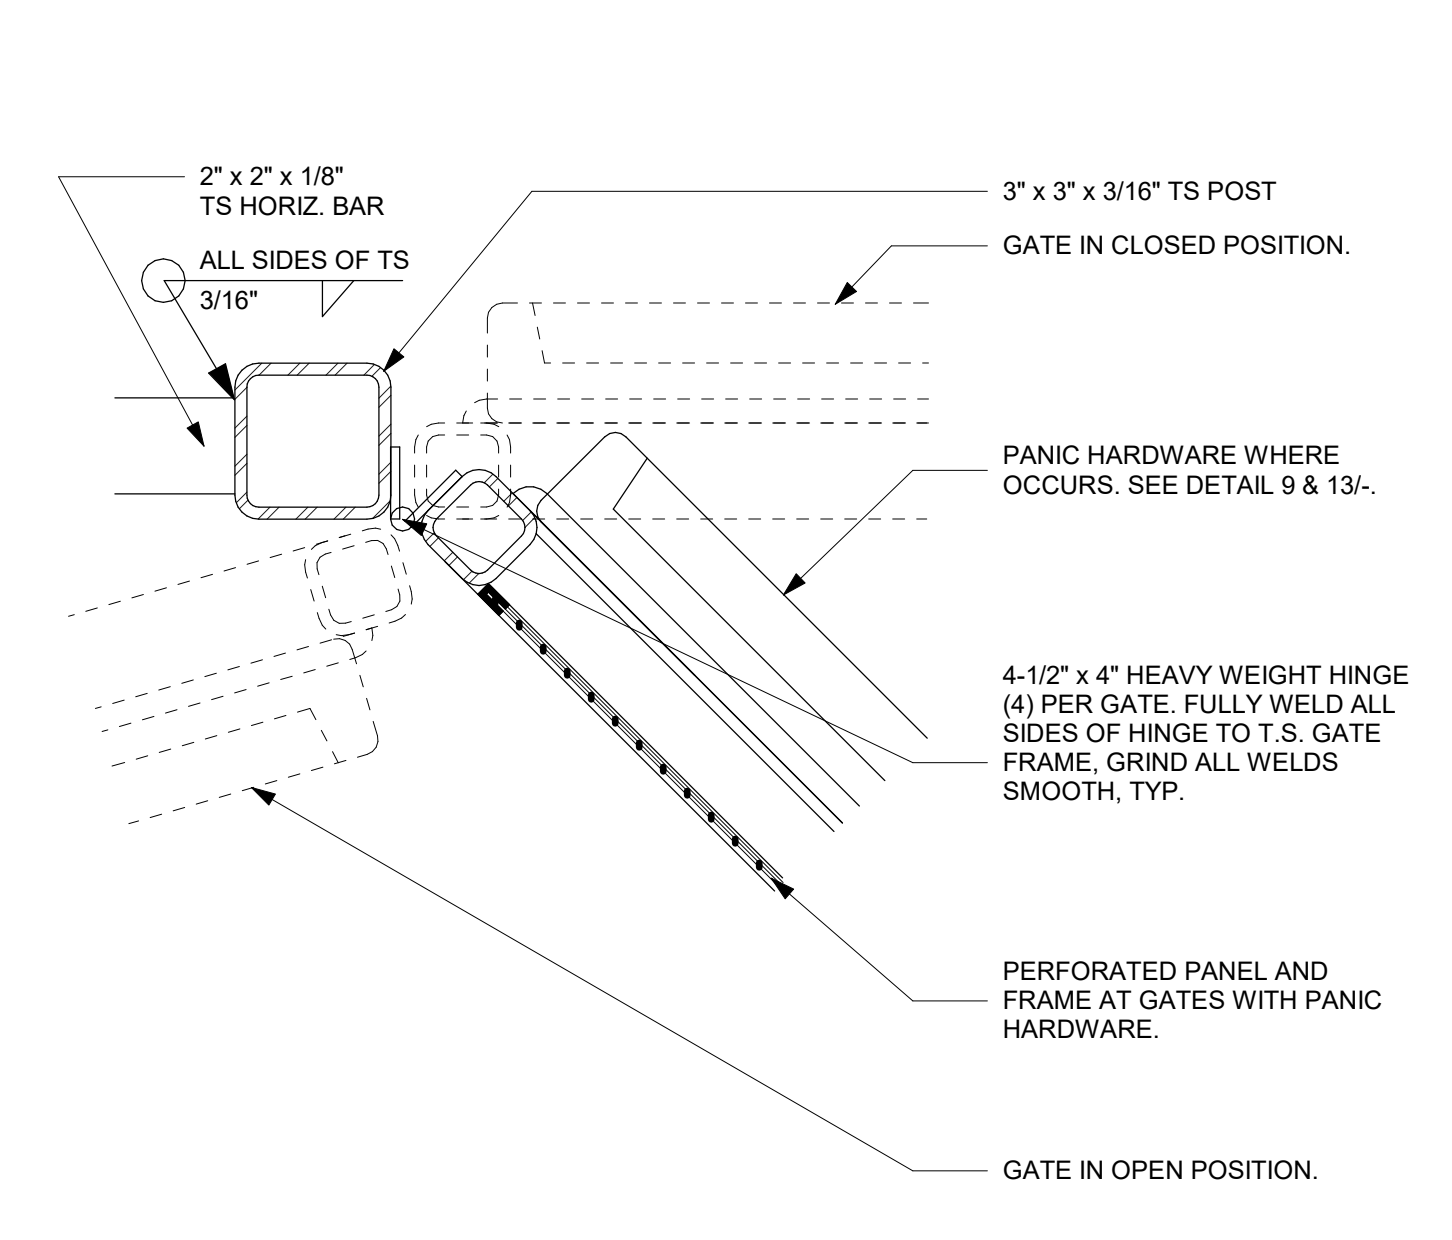 2" x 2" x 1/8"
TS HORIZ. BAR
ALL SIDES OF TS
3/16"
3" x 3" x 3/16" TS POST
GATE IN CLOSED POSITION.
PANIC HARDWARE WHERE
OCCURS. SEE DETAIL 9 & 13/-.
4-1/2" x 4" HEAVY WEIGHT HINGE
(4) PER GATE. FULLY WELD ALL
SIDES OF HINGE TO T.S. GATE
FRAME, GRIND ALL WELDS
SMOOTH, TYP.
PERFORATED PANEL AND
FRAME AT GATES WITH PANIC
HARDWARE.
GATE IN OPEN POSITION.